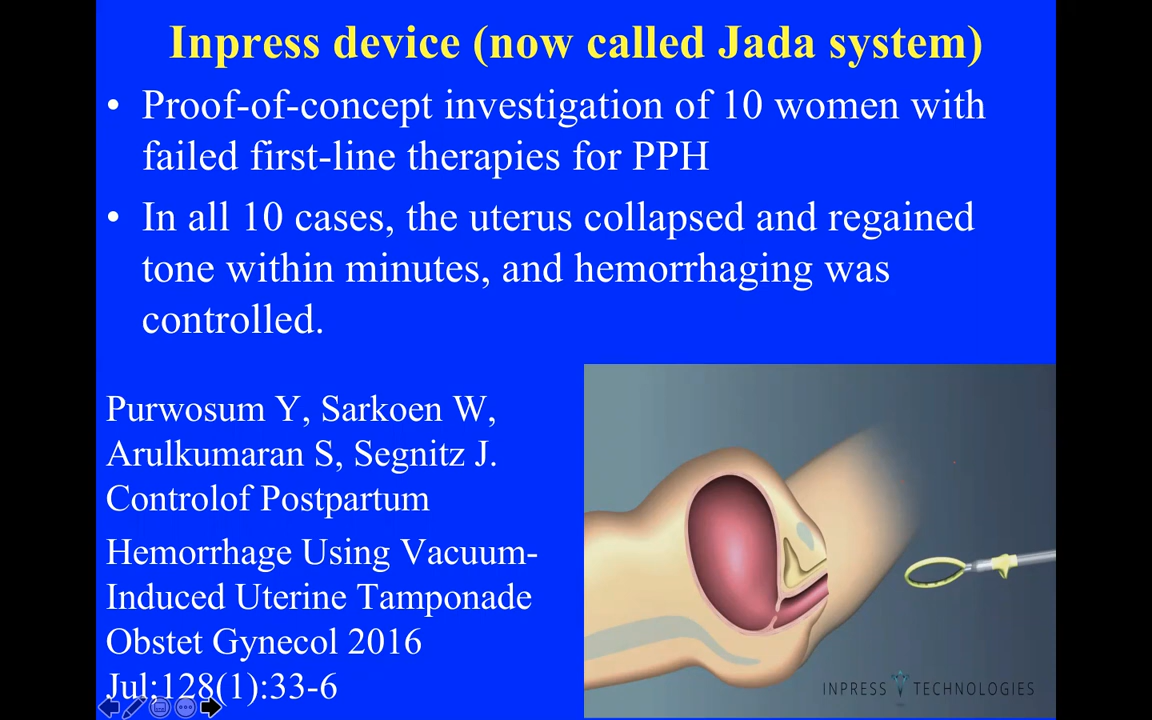 Inpress device (now called Jada system)
• Proof-of-concept investigation of 10 women with
failed first-line therapies for PPH
• In all 10 cases, the uterus collapsed and regained
tone within minutes, and hemorrhaging was
controlled.
Purwosum Y, Sarkoen W,
Arulkumaran S, Segnitz J.
Controlof Postpartum
Hemorrhage Using Vacuum-
Induced Uterine Tamponade
Obstet Gynecol 2016
Jul;128(1):33-6
INPRESS TECHNOLOGIES